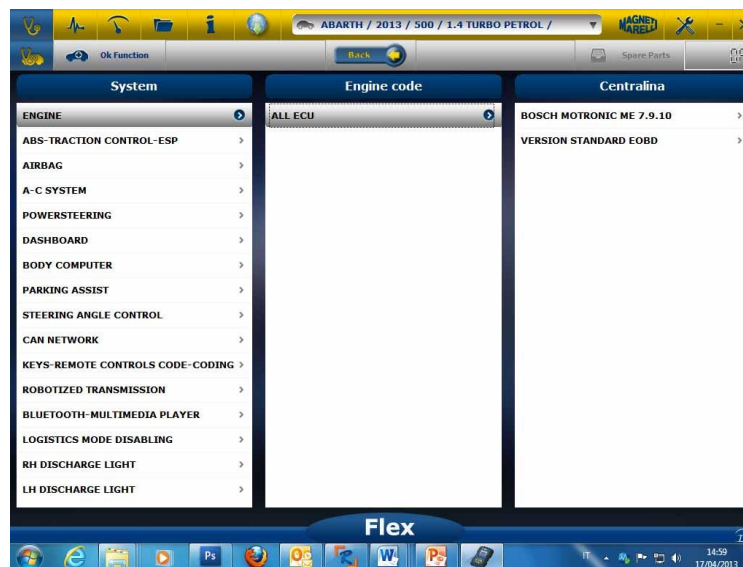 ABARTH / 2013 / 500 / 1.4 TURBO PETROL /
MAGNETI
MARELLI
Ok Function
Back
Spare Parts
System
Engine code
Centralina
ENGINE
ALL ECU
BOSCH MOTRONIC ME 7.9.10
ABS-TRACTION CONTROL-ESP
VERSION STANDARD EOBD
AIRBAG
A-C SYSTEM
POWERSTEERING
DASHBOARD
BODY COMPUTER
PARKING ASSIST
STEERING ANGLE CONTROL
CAN NETWORK
KEYS-REMOTE CONTROLS CODE-CODING
ROBOTIZED TRANSMISSION
BLUETOOTH-MULTIMEDIA PLAYER
LOGISTICS MODE DISABLING
RH DISCHARGE LIGHT
LH DISCHARGE LIGHT
Flex
Ps
IT
14:59
17/04/2013